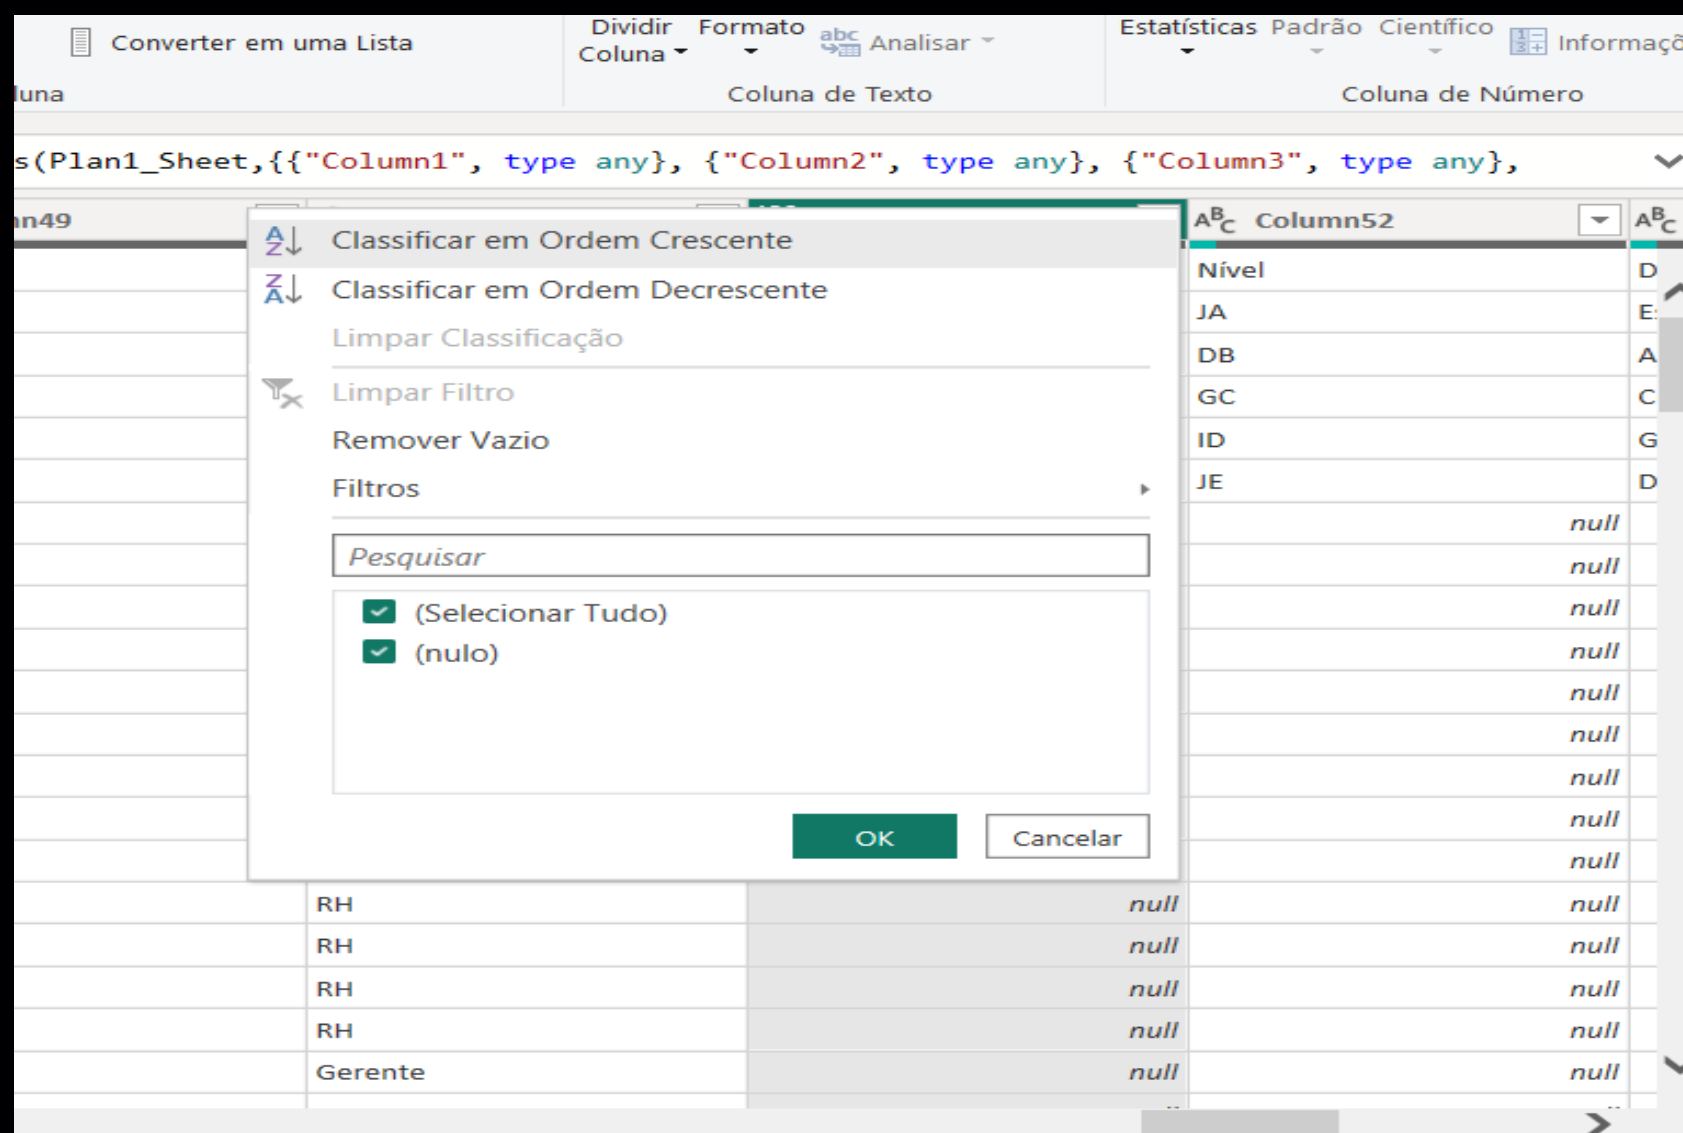 Converter em uma Lista
Dividir Coluna
Formato
Analisar
Estatísticas
Padrão
Científico
luna
Coluna de Texto
Coluna de Número
s(Plan1_Sheet,{{"Column1", type any}, {"Column2", type any}, {"Column3", type any},
n49
ABC Column52
ABC
Classificar em Ordem Crescente
Classificar em Ordem Decrescente
Limpar Classificação
Limpar Filtro
Remover Vazio
Filtros
Pesquisar
(Selecionar Tudo)
(nulo)
OK
Cancelar
Nível D
JA E
DB A
GC C
ID G
JE D
null
null
null
null
null
null
null
null
null
RH null null
RH null null
RH null null
RH null null
Gerente null null